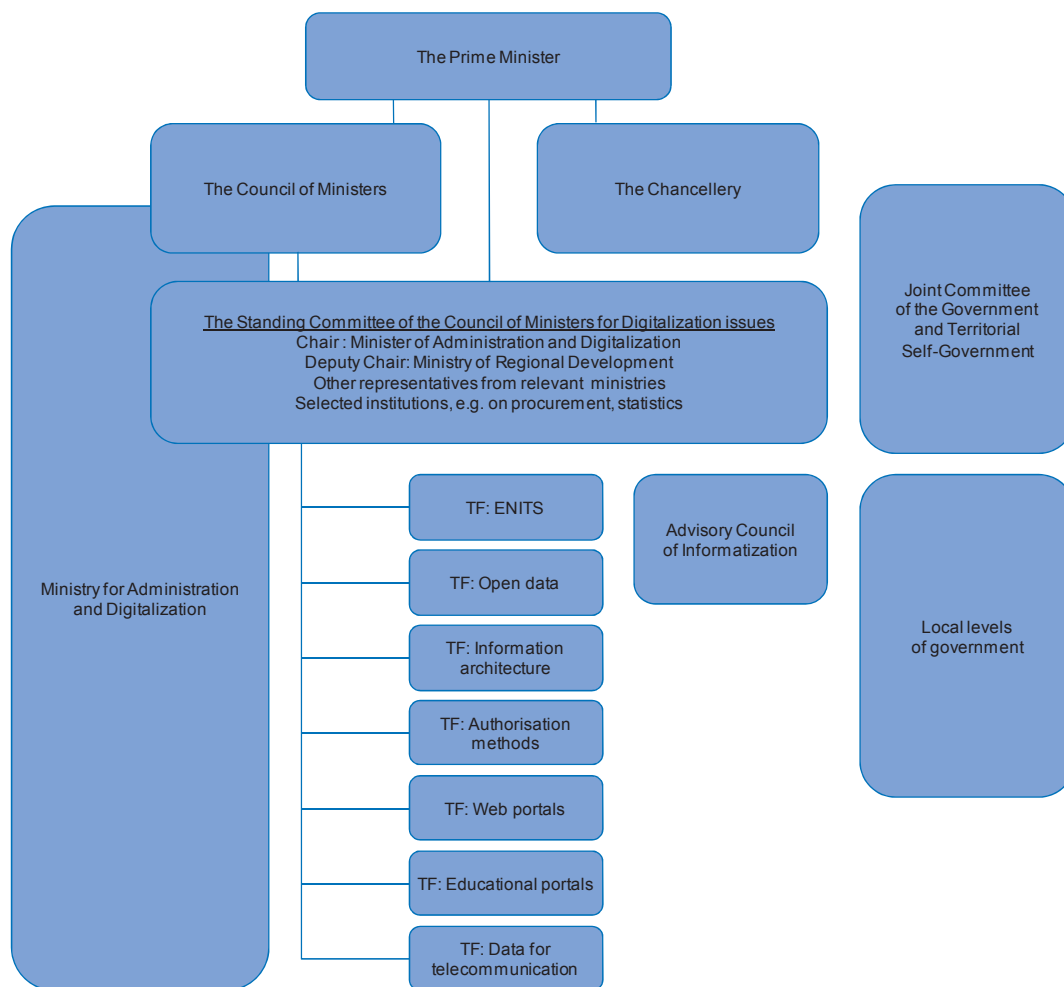 The Prime Minister
The Council of Ministers
The Chancellery
Joint Committee
of the Government
and Territorial
Self-Government
The Standing Committee of the Council of Ministers for Digitalization issues
Chair : Minister of Administration and Digitalization
Deputy Chair: Ministry of Regional Development
Other representatives from relevant ministries
Selected institutions, e.g. on procurement, statistics
Ministry for Administration
and Digitalization
TF: ENITS
TF: Open data
TF: Information
architecture
TF: Authorisation
methods
TF: Web portals
TF: Educational portals
TF: Data for
telecommunication
Advisory Council
of Informatization
Local levels
of government